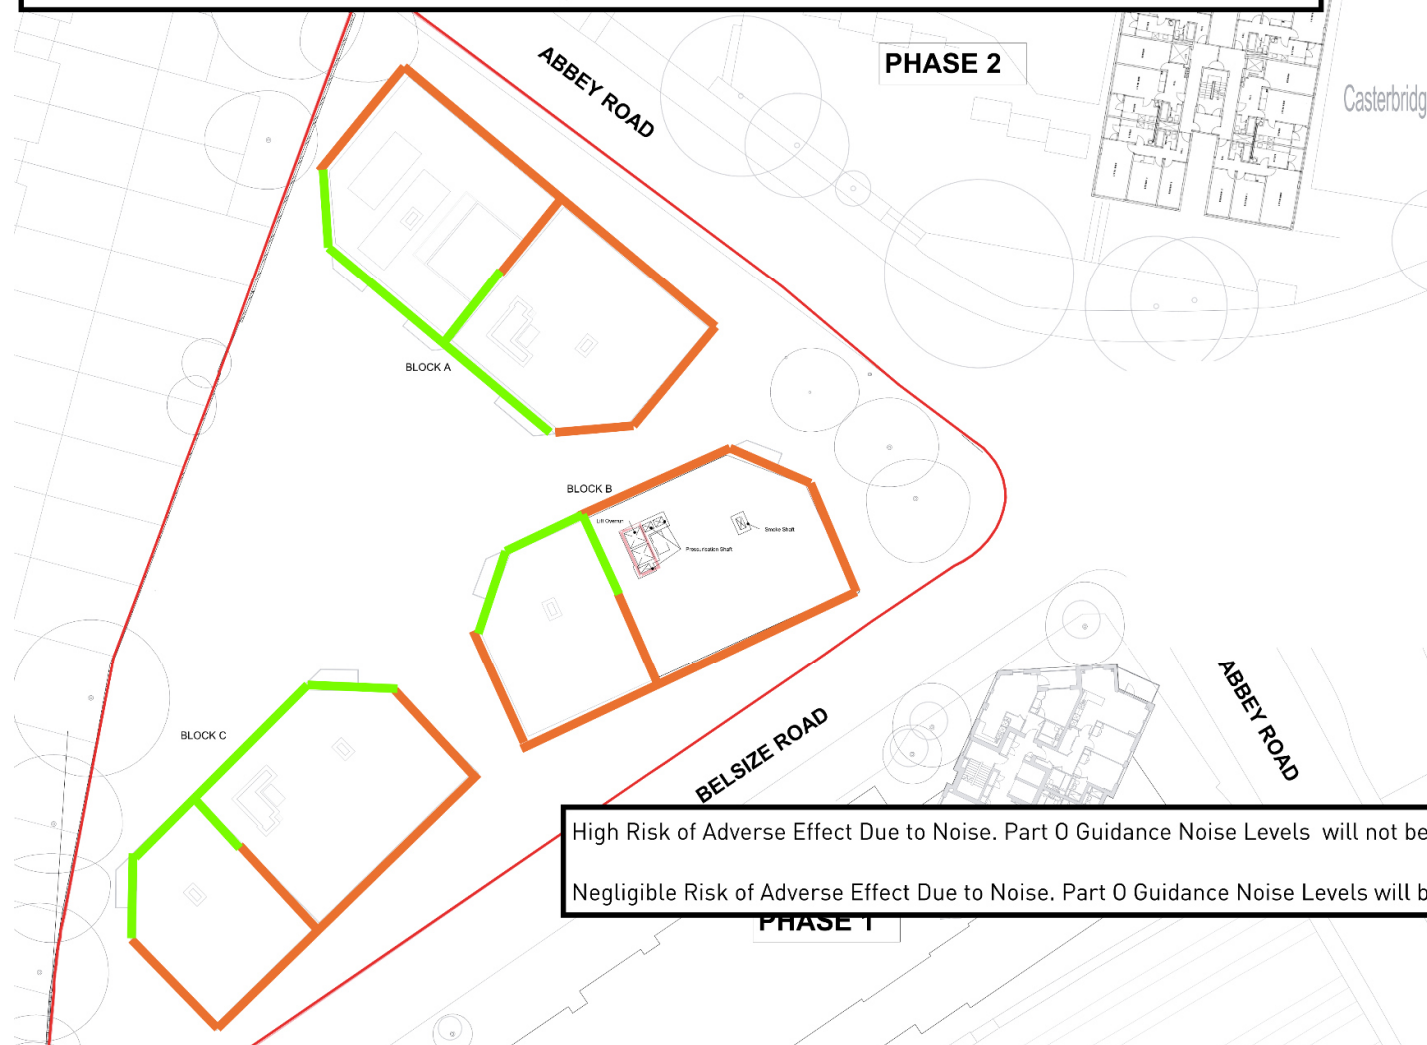 ABBEY ROAD
PHASE 2
Casterbridg
BLOCK A
BLOCK B
Lift Overrun
Smoke Shaft
Pressurisation Shaft
BLOCK C
ABBEY ROAD
BELSIZE ROAD
High Risk of Adverse Effect Due to Noise. Part O Guidance Noise Levels will not be
Negligible Risk of Adverse Effect Due to Noise. Part O Guidance Noise Levels will b
PHASE 1